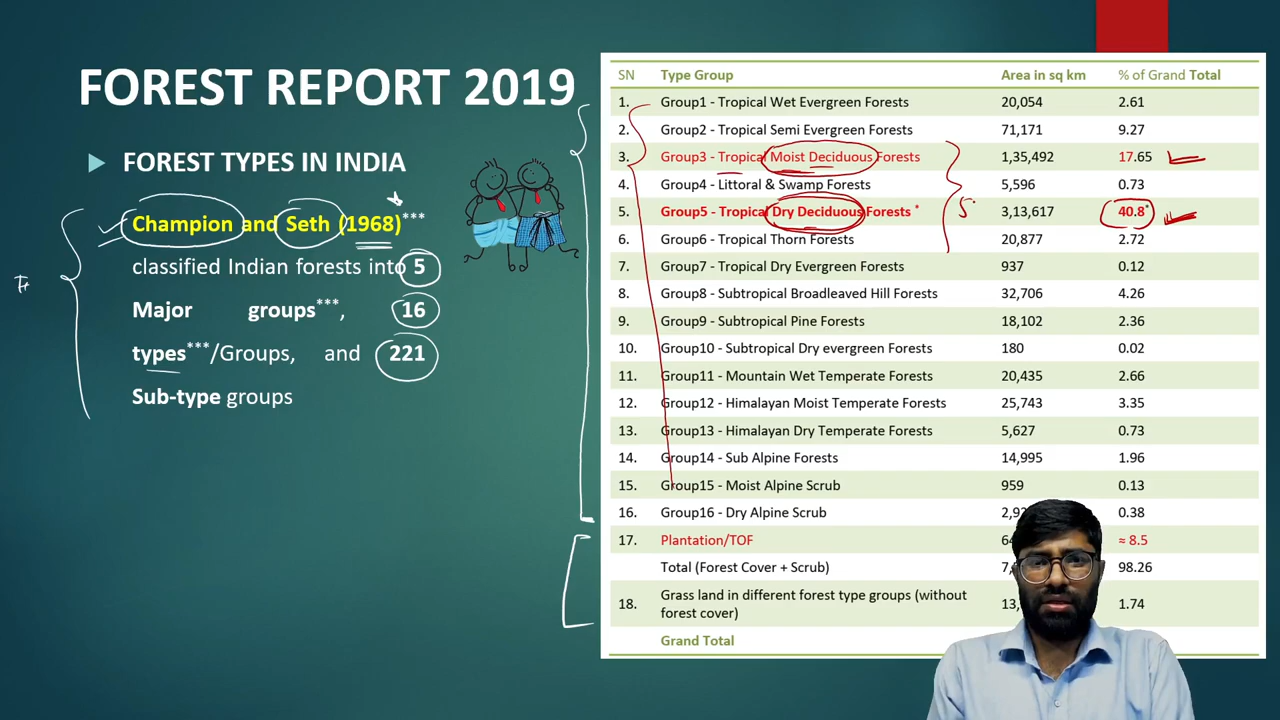 FOREST REPORT 2019
FOREST TYPES IN INDIA
Champion and Seth (1968)***
classified Indian forests into 5
Major groups***, 16
types***/Groups, and 221
Sub-type groups
SN Type Group Area in sq km % of Grand Total
1. Group1 - Tropical Wet Evergreen Forests 20,054 2.61
2. Group2 - Tropical Semi Evergreen Forests 71,171 9.27
3. Group3 - Tropical Moist Deciduous Forests 1,35,492 17.65
4. Group4 - Littoral & Swamp Forests 5,596 0.73
5. Group5 - Tropical Dry Deciduous Forests * 3,13,617 40.8*
5
6. Group6 - Tropical Thorn Forests 20,877 2.72
7. Group7 - Tropical Dry Evergreen Forests 937 0.12
8. Group8 - Subtropical Broadleaved Hill Forests 32,706 4.26
9. Group9 - Subtropical Pine Forests 18,102 2.36
10. Group10 - Subtropical Dry evergreen Forests 180 0.02
11. Group11 - Mountain Wet Temperate Forests 20,435 2.66
12. Group12 - Himalayan Moist Temperate Forests 25,743 3.35
13. Group13 - Himalayan Dry Temperate Forests 5,627 0.73
14. Group14 - Sub Alpine Forests 14,995 1.96
15. Group15 - Moist Alpine Scrub 959 0.13
16. Group16 - Dry Alpine Scrub 0.38
17. Plantation/TOF ≈ 8.5
Total (Forest Cover + Scrub) 98.26
18. Grass land in different forest type groups (without 1.74
forest cover)
Grand Total